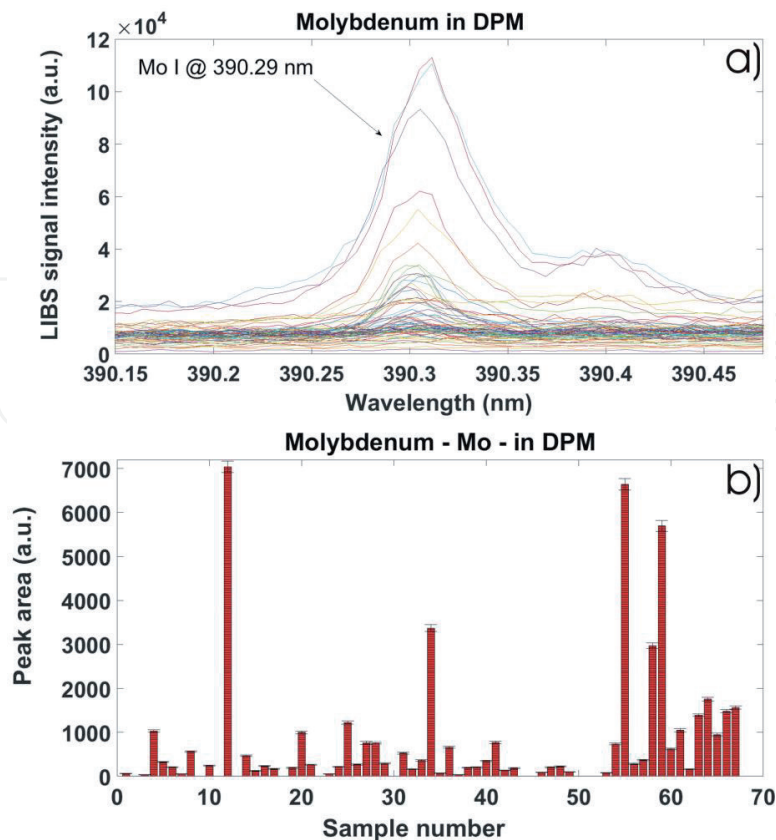 Molybdenum in DPM
× 10⁴
a)
Mo I @ 390.29 nm
LIBS signal intensity (a.u.)
12
10
8
6
4
2
0
390.15 390.2 390.25 390.3 390.35 390.4 390.45
Wavelength (nm)
Molybdenum - Mo - in DPM
b)
Peak area (a.u.)
7000
6000
5000
4000
3000
2000
1000
0
0 10 20 30 40 50 60 70
Sample number